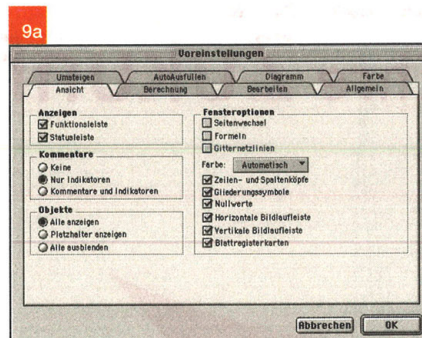 9a
Voreinstellungen
Umsteigen AutoAusfüllen Diagramm Farbe
Ansicht Berechnung Bearbeiten Allgemein
Anzeigen
Funktionsleiste
Statusleiste
Kommentare
Keine
Nur Indikatoren
Kommentare und Indikatoren
Objekte
Alle anzeigen
Platzhalter anzeigen
Alle ausblenden
Fensteroptionen
Seitenwechsel
Formeln
Gitternetzlinien
Farbe: Automatisch
Zeilen- und Spaltenköpfe
Gliederungssymbole
Nullwerte
Horizontale Bildlaufleiste
Vertikale Bildlaufleiste
Blattregisterkarten
Abbrechen OK